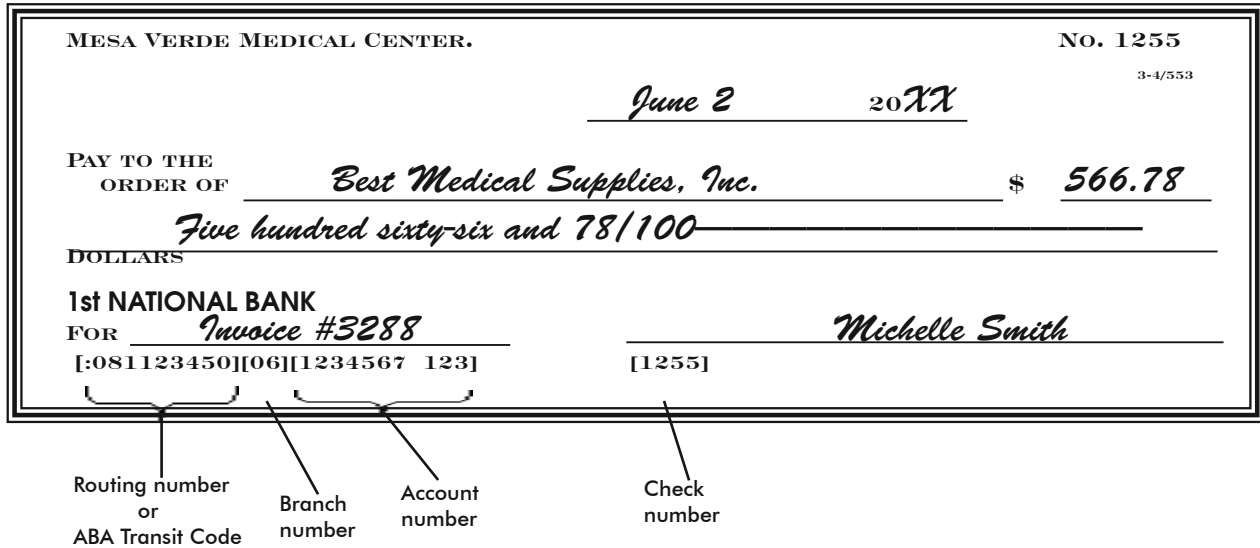 MESA VERDE MEDICAL CENTER. NO. 1255
3-4/553
June 2 20XX
PAY TO THE
ORDER OF Best Medical Supplies, Inc. $ 566.78
Five hundred sixty-six and 78/100
DOLLARS
1st NATIONAL BANK
FOR Invoice #3288 Michelle Smith
[:081123450][06][1234567 123] [1255]
Routing number
or
ABA Transit Code
Branch
number
Account
number
Check
number